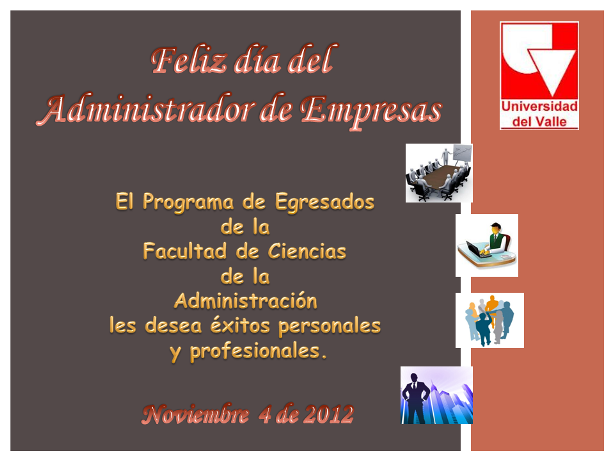 Feliz día del
Administrador de Empresas
Universidad
del Valle
El Programa de Egresados
de la
Facultad de Ciencias
de la
Administración
les desea éxitos personales
y profesionales.
Noviembre 4 de 2012